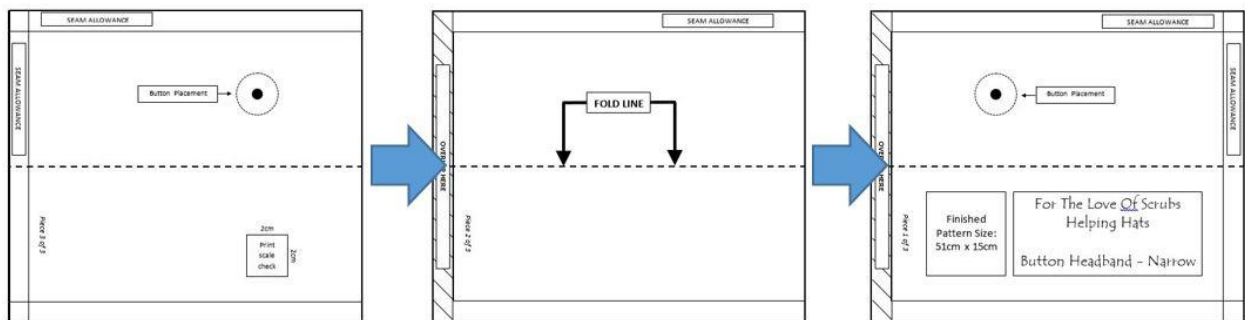 SEAM ALLOWANCE
SEAM ALLOWANCE
Button Placement
Piece 3 of 3
2cm
2cm
Print
scale
check
SEAM ALLOWANCE
FOLD LINE
HERE
Piece 2 of 3
SEAM ALLOWANCE
SEAM ALLOWANCE
Button Placement
HERE
Piece 1 of 3
Finished
Pattern Size:
51cm x 15cm
For The Love Of Scrubs
Helping Hats
Button Headband - Narrow